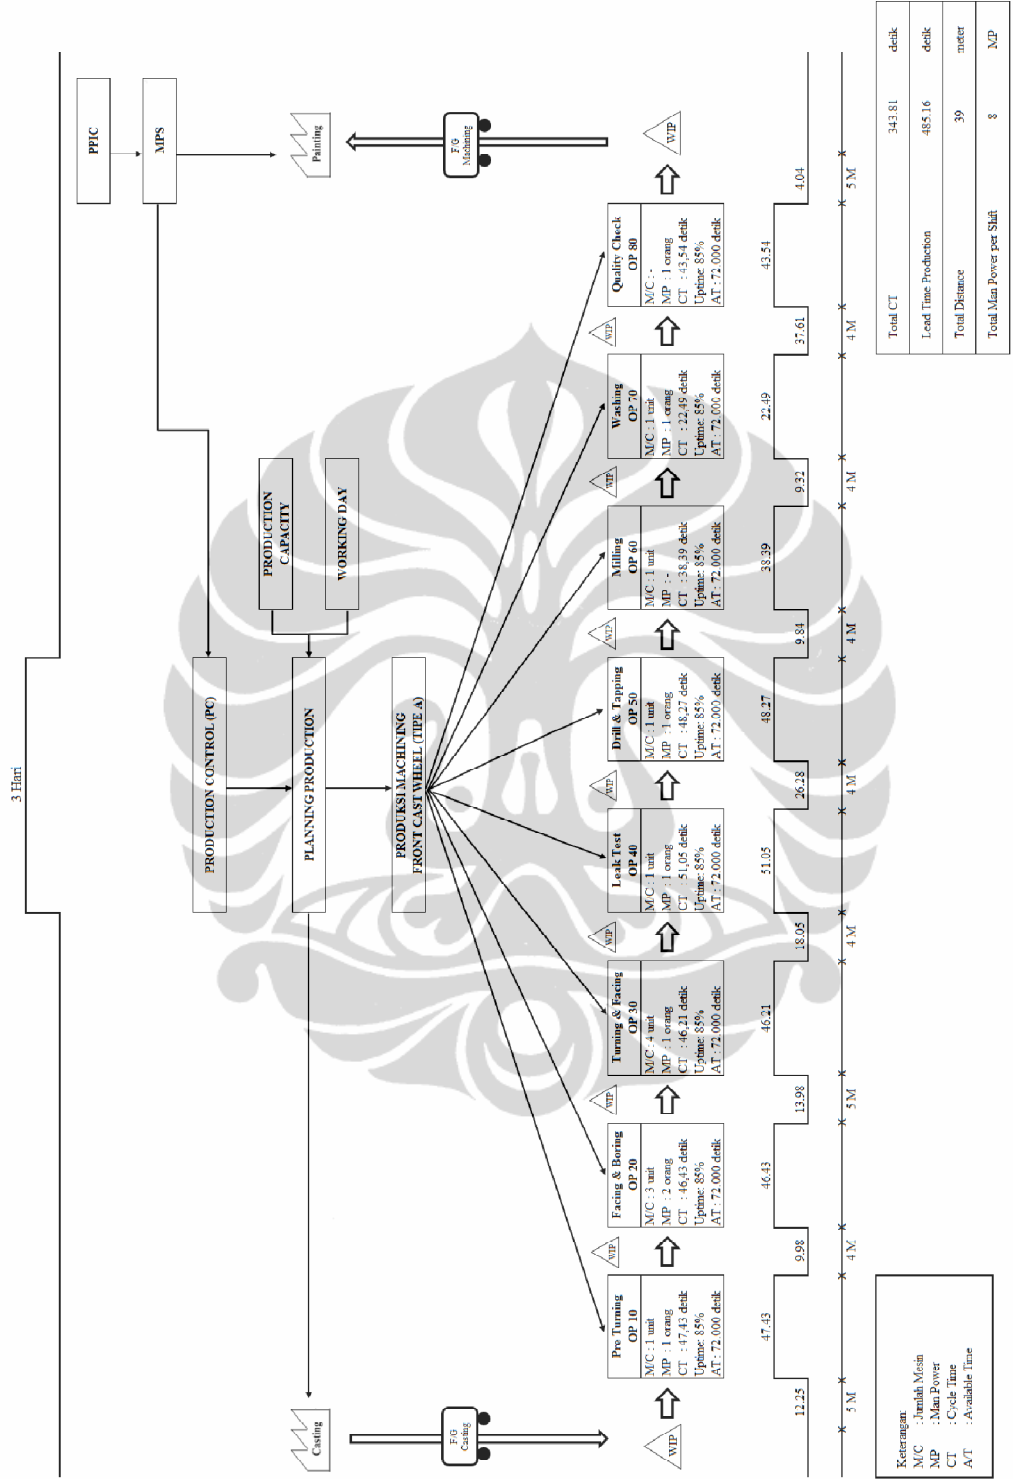 3 Hari
PPIC
MPS
PRODUCTION CONTROL (PC)
PRODUCTION
CAPACITY
WORKING DAY
PLANNING PRODUCTION
PRODUKSI MACHINING
FRONT CAST WHEEL (TIPE A)
Casting
Painting
F/G
Casting
F/G
Machining
WIP
WIP
WIP
WIP
WIP
WIP
WIP
WIP
WIP
Pre Turning
OP 10
M/C : 1 unit
MP : 1 orang
CT : 47,43 detik
Uptime: 85%
AT : 72.000 detik
Facing & Boring
OP 20
M/C : 3 unit
MP : 2 orang
CT : 46,43 detik
Uptime: 85%
AT : 72.000 detik
Turning & Facing
OP 30
M/C : 4 unit
MP : 1 orang
CT : 46,21 detik
Uptime: 85%
AT : 72.000 detik
Leak Test
OP 40
M/C : 1 unit
MP : 1 orang
CT : 51,05 detik
Uptime: 85%
AT : 72.000 detik
Drill & Tapping
OP 50
M/C : 1 unit
MP : 1 orang
CT : 48,27 detik
Uptime: 85%
AT : 72.000 detik
Milling
OP 60
M/C : 1 unit
MP : -
CT : 38,39 detik
Uptime: 85%
AT : 72.000 detik
Washing
OP 70
M/C : 1 unit
MP : 1 orang
CT : 22,49 detik
Uptime: 85%
AT : 72.000 detik
Quality Check
OP 80
M/C : -
MP : 1 orang
CT : 43,54 detik
Uptime: 85%
AT : 72.000 detik
12.25 47.43 9.98 46.43 13.98 46.21 18.05 51.05 26.28 48.27 9.84 38.39 9.32 22.49 37.61 43.54 4.04
5 M 4 M 5 M 4 M 4 M 4 M 4 M 4 M 5 M
Keterangan:
M/C : Jumlah Mesin
MP : Man Power
CT : Cycle Time
A/T : Available Time
Total CT 343.81 detik
Lead Time Production 485.16 detik
Total Distance 39 meter
Total Man Power per Shift 8 MP